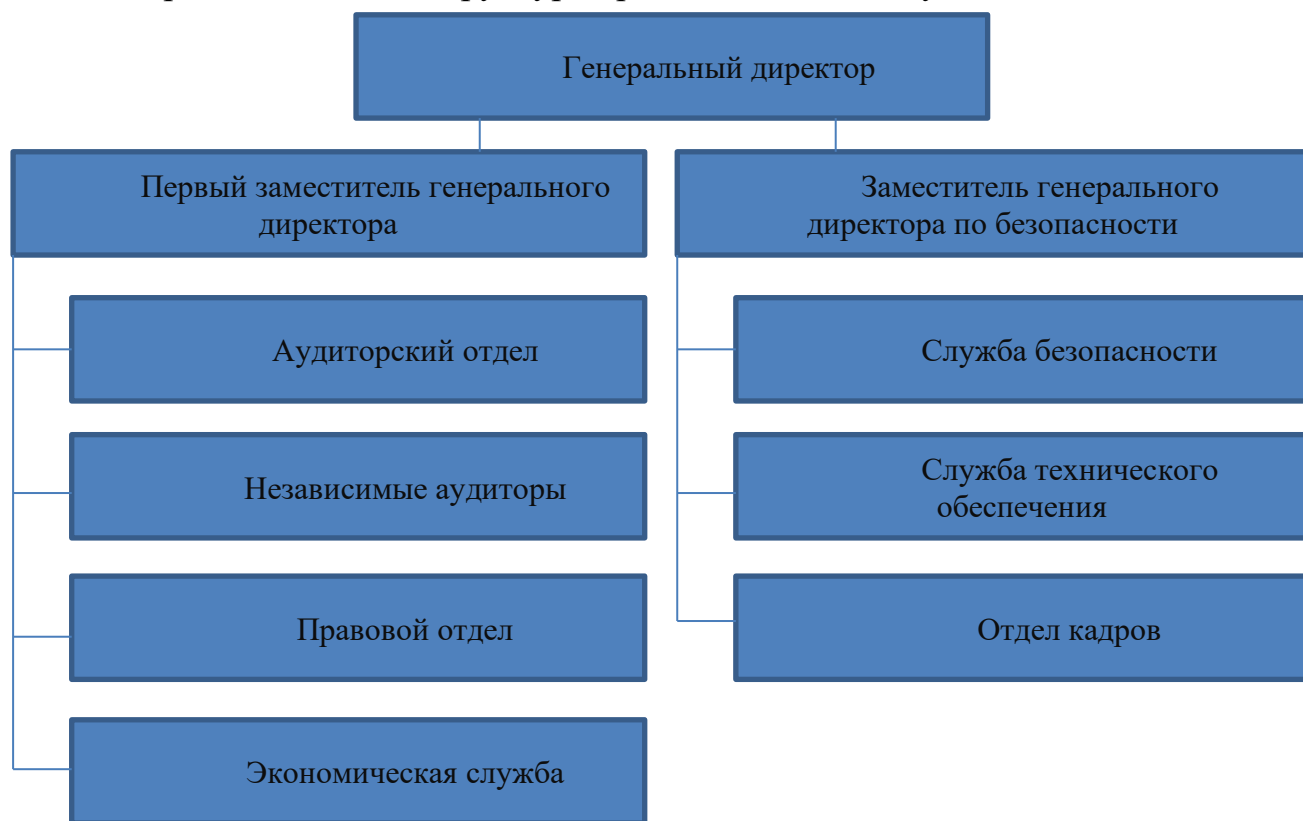 Генеральный директор
Первый заместитель генерального
директора
Заместитель генерального
директора по безопасности
Аудиторский отдел
Независимые аудиторы
Правовой отдел
Экономическая служба
Служба безопасности
Служба технического
обеспечения
Отдел кадров